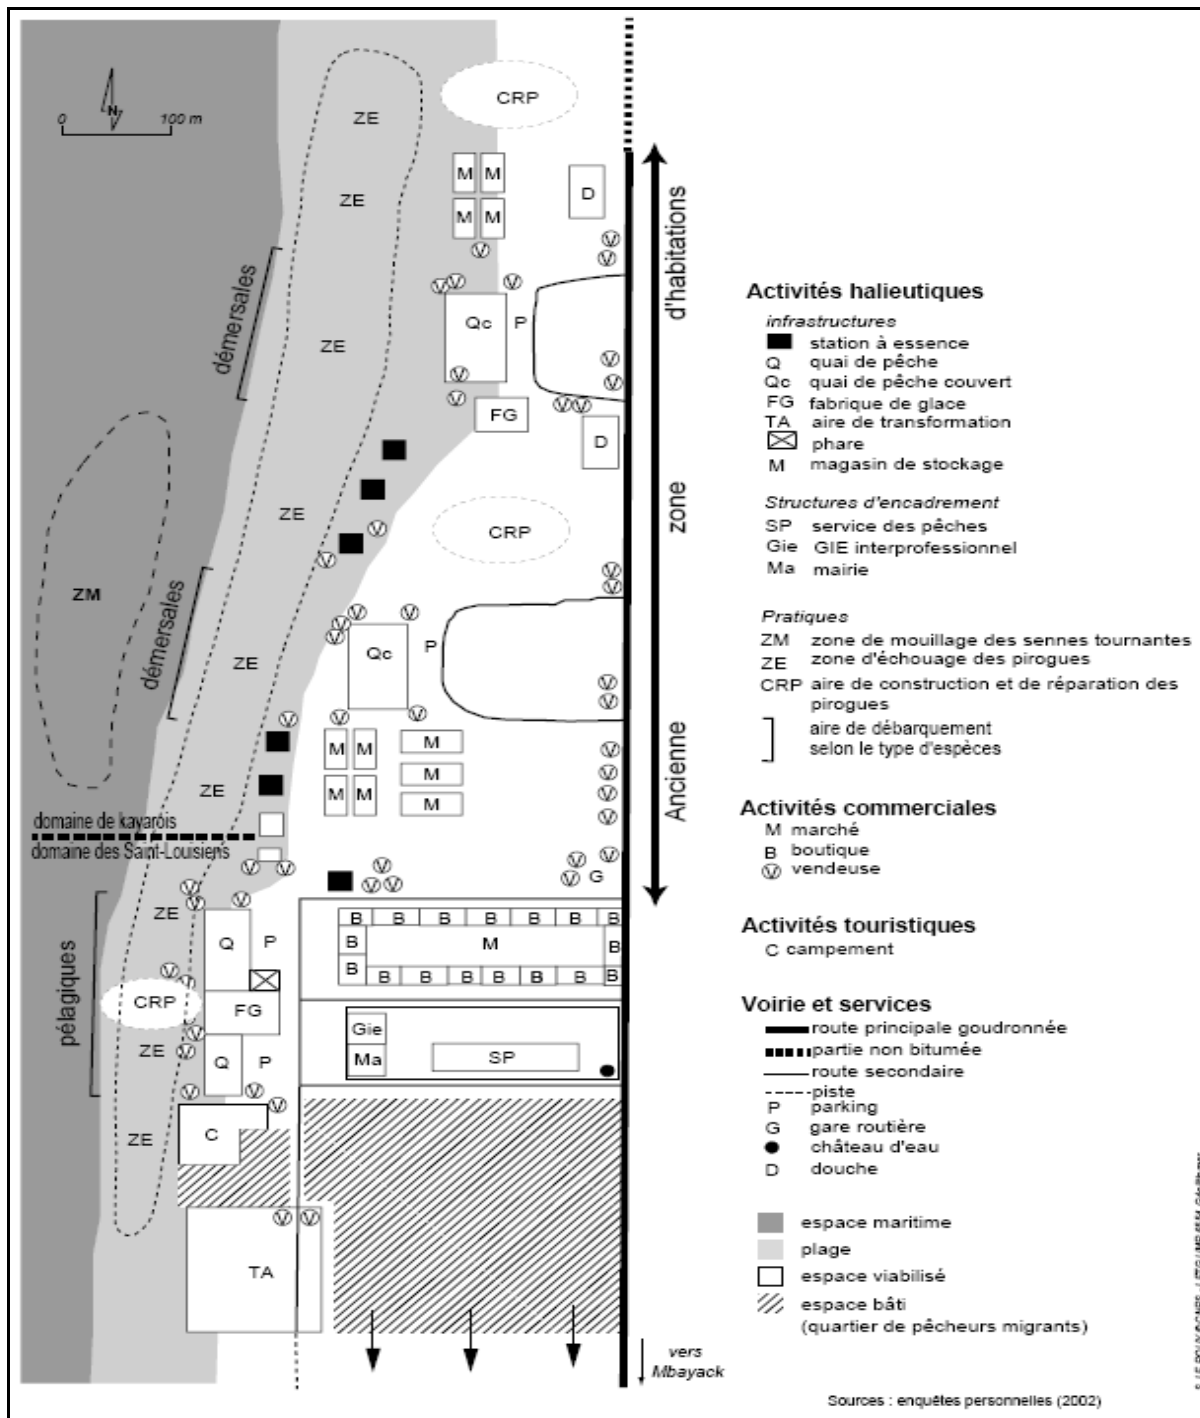 N
0 100 m
CRP
ZE
M M
D
M M
V
ZE
V
V
d'habitations
démersales
V V V
Qc P
ZE
V
V
V
V
V V
FG
D
ZE
V
CRP
zone
V
V
V
ZM
démersales
V
V
V
V
Qc
P
ZE
V
V
V
V
V
M M
M
V
M
V
M M
M
V
V
ZE
Ancienne
domaine de kayarois
domaine des Saint-Louisiens
V V
V
V V
V
V
G
V
V
V
V
ZE
Q P
B B B B B B B
B
M
B
B
B B B B B B B
pélagiques
V
V
CRP
FG
V
V
ZE
Q P
Gie
Ma
SP
V
V
V
C
ZE
V V
TA
vers
Mbayack
Activités halieutiques
infrastructures
station à essence
Q quai de pêche
Qc quai de pêche couvert
FG fabrique de glace
TA aire de transformation
phare
M magasin de stockage
Structures d'encadrement
SP service des pêches
Gie GIE interprofessionnel
Ma mairie
Pratiques
ZM zone de mouillage des sennes tournantes
ZE zone d'échouage des pirogues
CRP aire de construction et de réparation des
pirogues
aire de débarquement
selon le type d'espèces
Activités commerciales
M marché
B boutique
V vendeuse
Activités touristiques
C campement
Voirie et services
route principale goudronnée
partie non bitumée
route secondaire
piste
P parking
G gare routière
château d'eau
D douche
espace maritime
plage
espace viabilisé
espace bâti
(quartier de pêcheurs migrants)
Sources : enquêtes personnelles (2002)